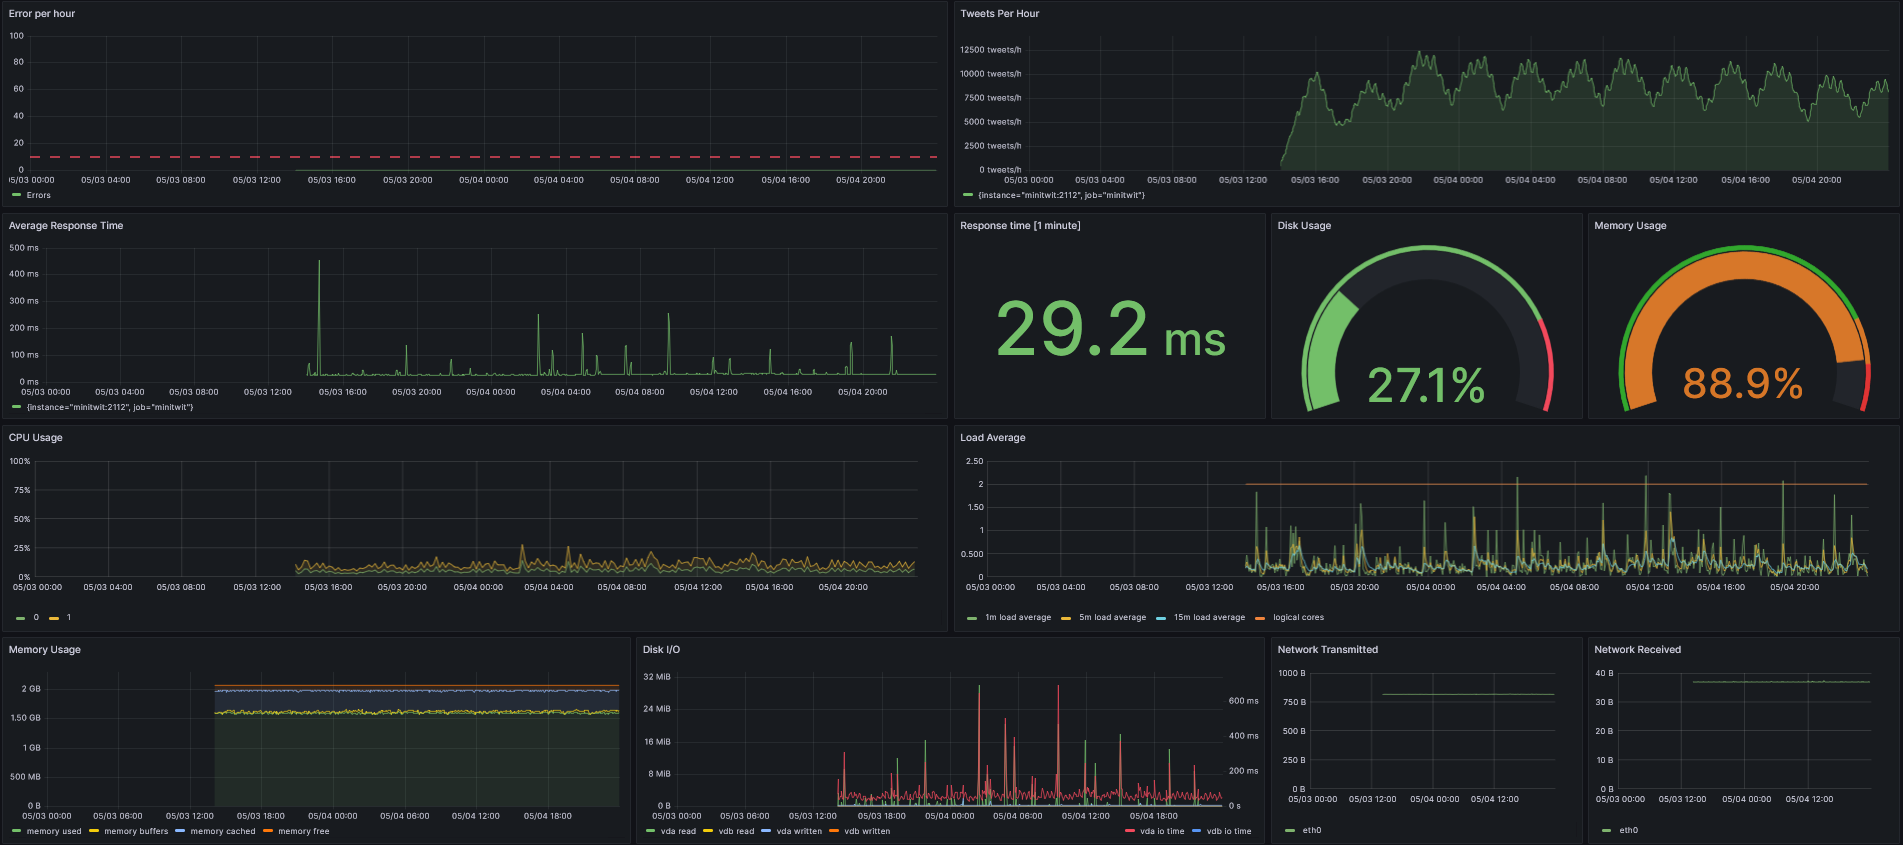 Error per hour
100
80
60
40
20
0
05/03 00:00 05/03 04:00 05/03 08:00 05/03 12:00 05/03 16:00 05/03 20:00 05/04 00:00 05/04 04:00 05/04 08:00 05/04 12:00 05/04 16:00 05/04 20:00
Errors
Tweets Per Hour
12500 tweets/h
10000 tweets/h
7500 tweets/h
5000 tweets/h
2500 tweets/h
0 tweets/h
05/03 00:00 05/03 04:00 05/03 08:00 05/03 12:00 05/03 16:00 05/03 20:00 05/04 00:00 05/04 04:00 05/04 08:00 05/04 12:00 05/04 16:00 05/04 20:00
{instance="minitwit:2112", job="minitwit"}
Average Response Time
500 ms
400 ms
300 ms
200 ms
100 ms
0 ms
05/03 00:00 05/03 04:00 05/03 08:00 05/03 12:00 05/03 16:00 05/03 20:00 05/04 00:00 05/04 04:00 05/04 08:00 05/04 12:00 05/04 16:00 05/04 20:00
{instance="minitwit:2112", job="minitwit"}
Response time [1 minute]
29.2 ms
Disk Usage
27.1%
Memory Usage
88.9%
CPU Usage
100%
75%
50%
25%
0%
05/03 00:00 05/03 04:00 05/03 08:00 05/03 12:00 05/03 16:00 05/03 20:00 05/04 00:00 05/04 04:00 05/04 08:00 05/04 12:00 05/04 16:00 05/04 20:00
0 1
Load Average
2.50
2
1.50
1
0.500
0
05/03 00:00 05/03 04:00 05/03 08:00 05/03 12:00 05/03 16:00 05/03 20:00 05/04 00:00 05/04 04:00 05/04 08:00 05/04 12:00 05/04 16:00 05/04 20:00
1m load average 5m load average 15m load average logical cores
Memory Usage
2 GB
1.50 GB
1 GB
500 MB
0 B
05/03 00:00 05/03 06:00 05/03 12:00 05/03 18:00 05/04 00:00 05/04 06:00 05/04 12:00 05/04 18:00
memory used memory buffers memory cached memory free
Disk I/O
32 MiB
24 MiB
16 MiB
8 MiB
0 B
600 ms
400 ms
200 ms
0 s
05/03 00:00 05/03 06:00 05/03 12:00 05/03 18:00 05/04 00:00 05/04 06:00 05/04 12:00 05/04 18:00
vda read vdb read vda written vdb written vda io time vdb io time
Network Transmitted
1000 B
750 B
500 B
250 B
0 B
05/03 00:00 05/03 12:00 05/04 00:00 05/04 12:00
eth0
Network Received
40 B
30 B
20 B
10 B
0 B
05/03 00:00 05/03 12:00 05/04 00:00 05/04 12:00
eth0